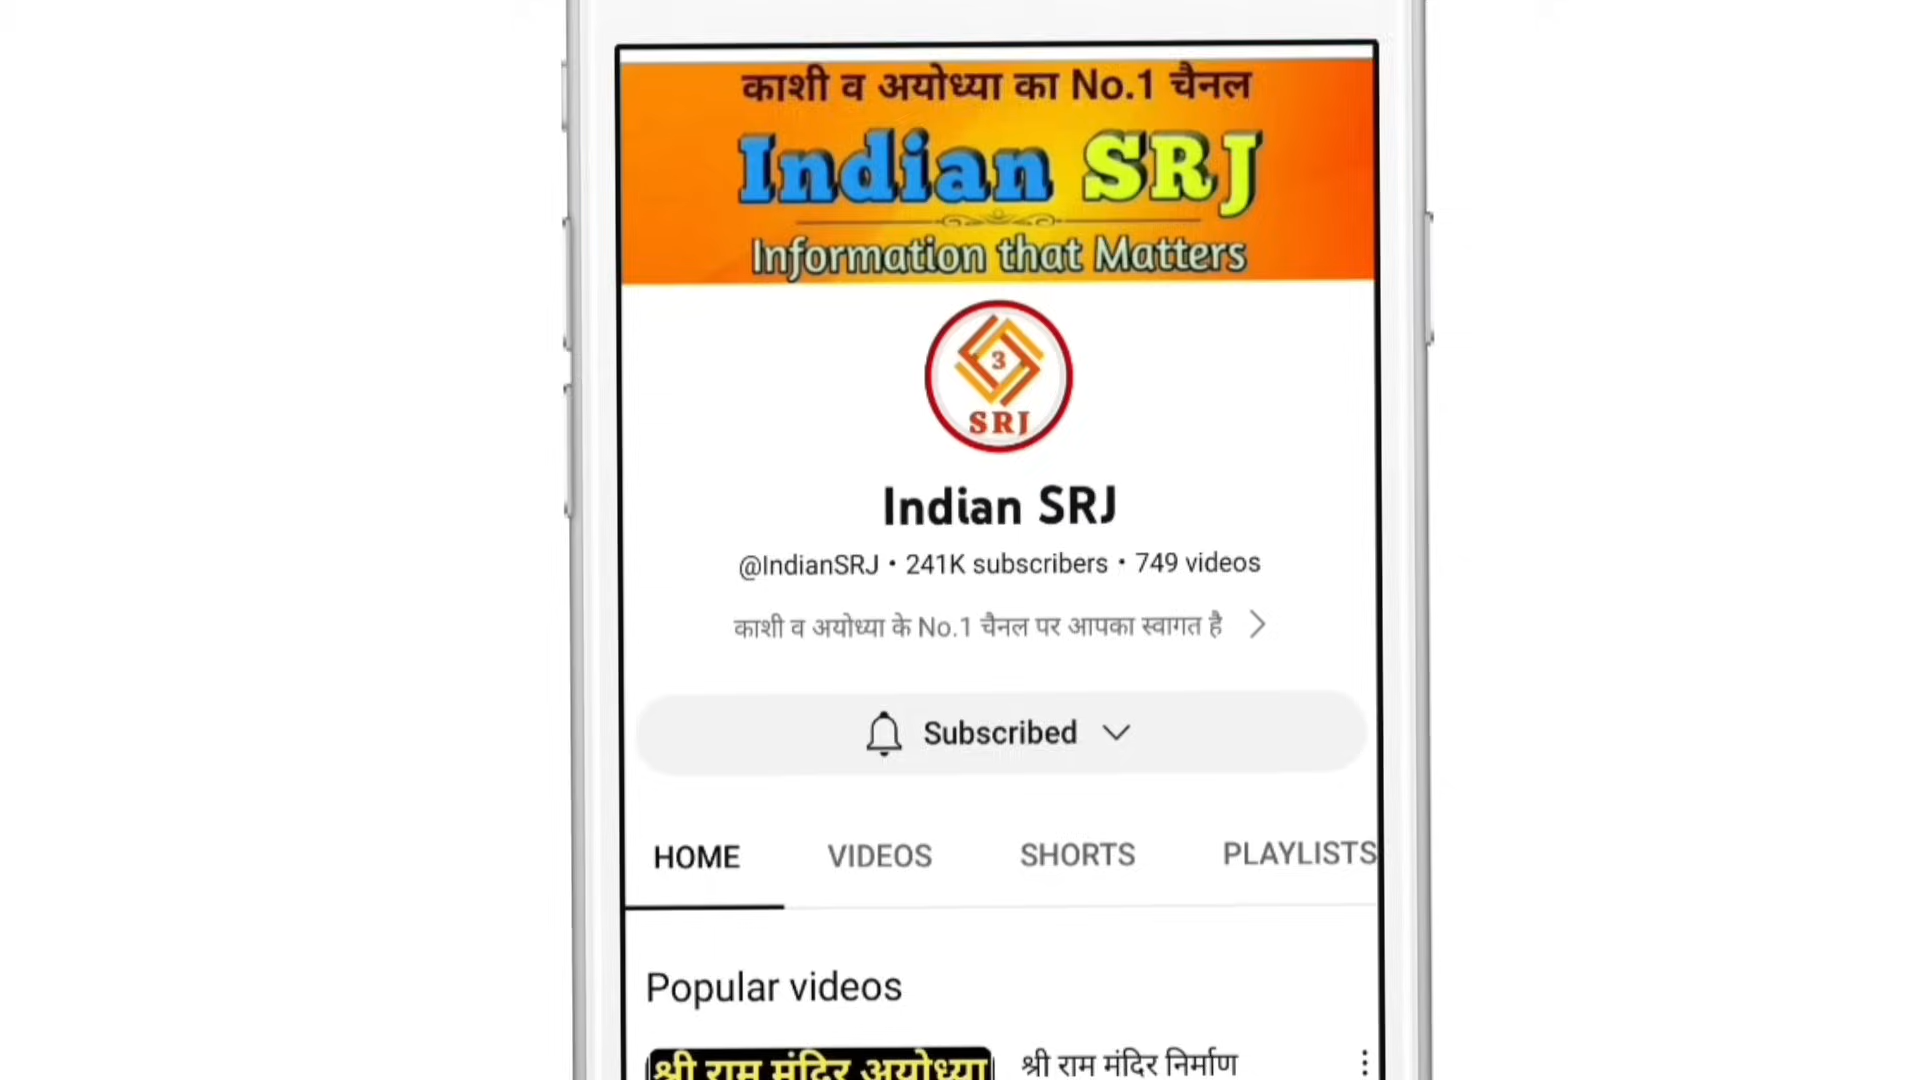 काशी व अयोध्या का No.1 चैनल
Indian SRJ
Information that Matters
3
SRJ
Indian SRJ
@IndianSRJ • 241K subscribers • 749 videos
काशी व अयोध्या के No.1 चैनल पर आपका स्वागत है
Subscribed
HOME VIDEOS SHORTS PLAYLISTS
Popular videos
श्री राम मंदिर अयोध्या
श्री राम मंदिर निर्माण